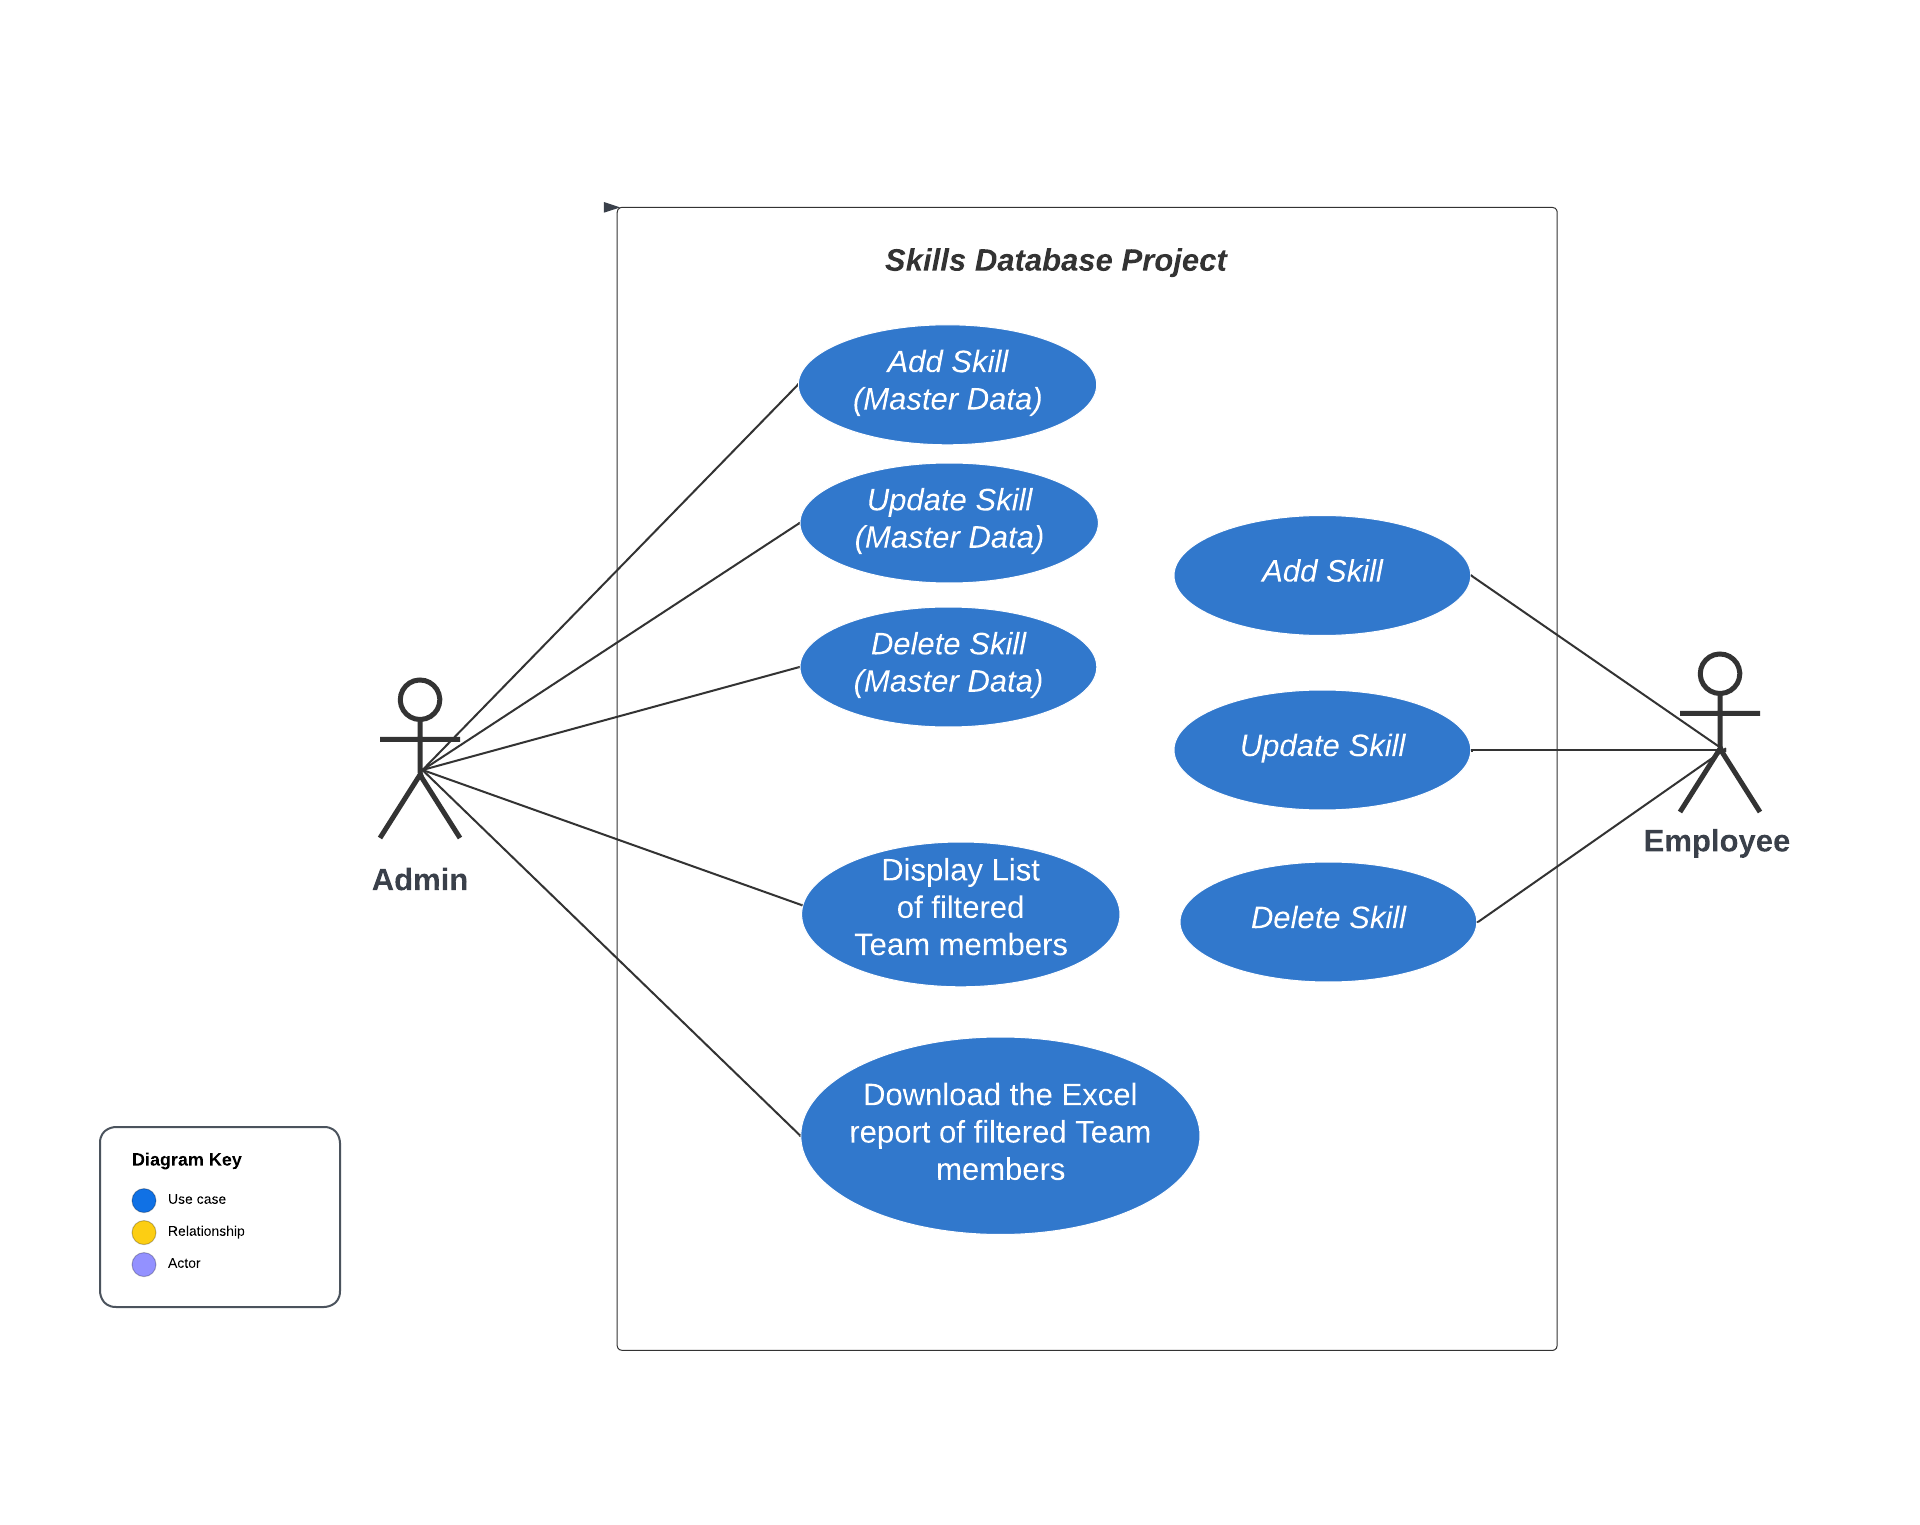 Skills Database Project
Add Skill
(Master Data)
Update Skill
(Master Data)
Delete Skill
(Master Data)
Display List
of filtered
Team members
Download the Excel
report of filtered Team
members
Add Skill
Update Skill
Delete Skill
Admin
Employee
Diagram Key
Use case
Relationship
Actor